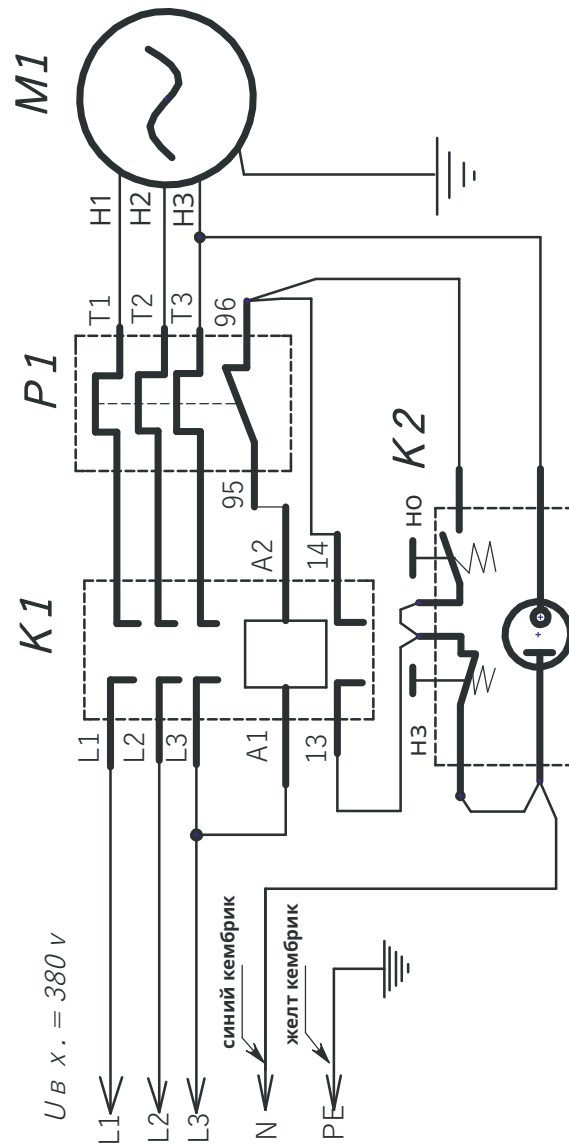 M1
H1
H2
H3
P1
T1
T2
T3
96
95
K2
но
нз
K1
A2
14
L1
L2
L3
A1
13
Uв х. = 380 v
синий кембрик
желт кембрик
L1
L2
L3
N
PE